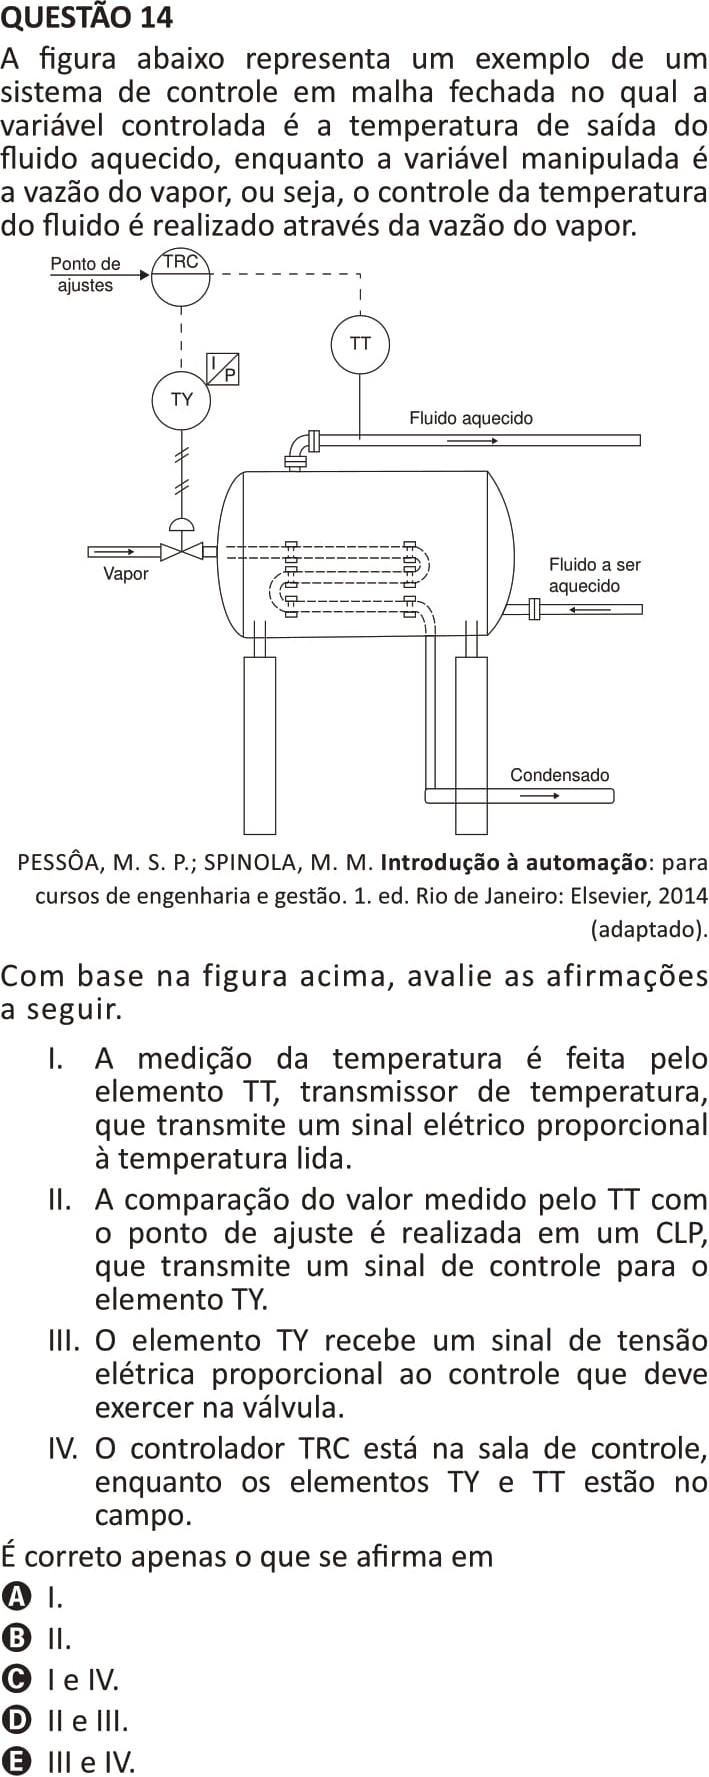 QUESTÃO 14
A figura abaixo representa um exemplo de um
sistema de controle em malha fechada no qual a
variável controlada é a temperatura de saída do
fluido aquecido, enquanto a variável manipulada é
a vazão do vapor, ou seja, o controle da temperatura
do fluido é realizado através da vazão do vapor.
Ponto de
ajustes
TRC
TT
I
P
TY
Fluido aquecido
Vapor
Fluido a ser
aquecido
Condensado
PESSÔA, M. S. P.; SPINOLA, M. M. Introdução à automação: para
cursos de engenharia e gestão. 1. ed. Rio de Janeiro: Elsevier, 2014
(adaptado).
Com base na figura acima, avalie as afirmações
a seguir.
I. A medição da temperatura é feita pelo
elemento TT, transmissor de temperatura,
que transmite um sinal elétrico proporcional
à temperatura lida.
II. A comparação do valor medido pelo TT com
o ponto de ajuste é realizada em um CLP,
que transmite um sinal de controle para o
elemento TY.
III. O elemento TY recebe um sinal de tensão
elétrica proporcional ao controle que deve
exercer na válvula.
IV. O controlador TRC está na sala de controle,
enquanto os elementos TY e TT estão no
campo.
É correto apenas o que se afirma em
A I.
B II.
C I e IV.
D II e III.
E III e IV.